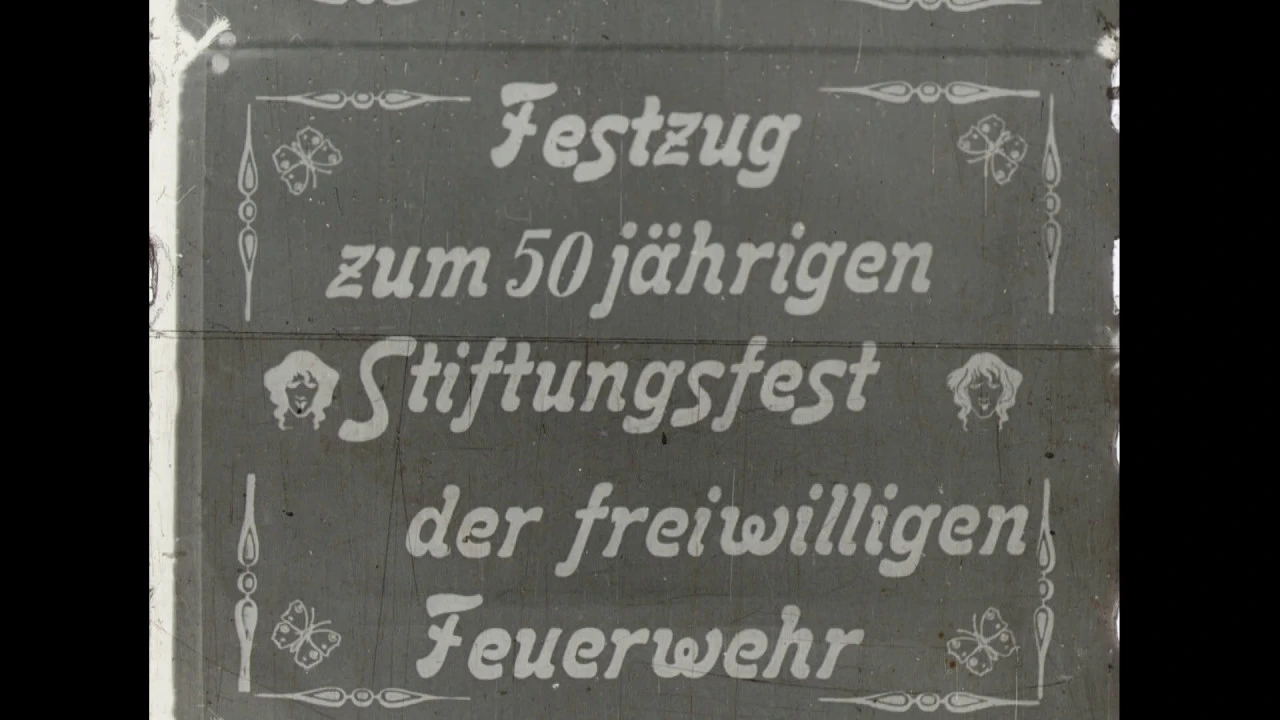 Festzug
zum 50 jährigen
Stiftungsfest
der freiwilligen
Feuerwehr